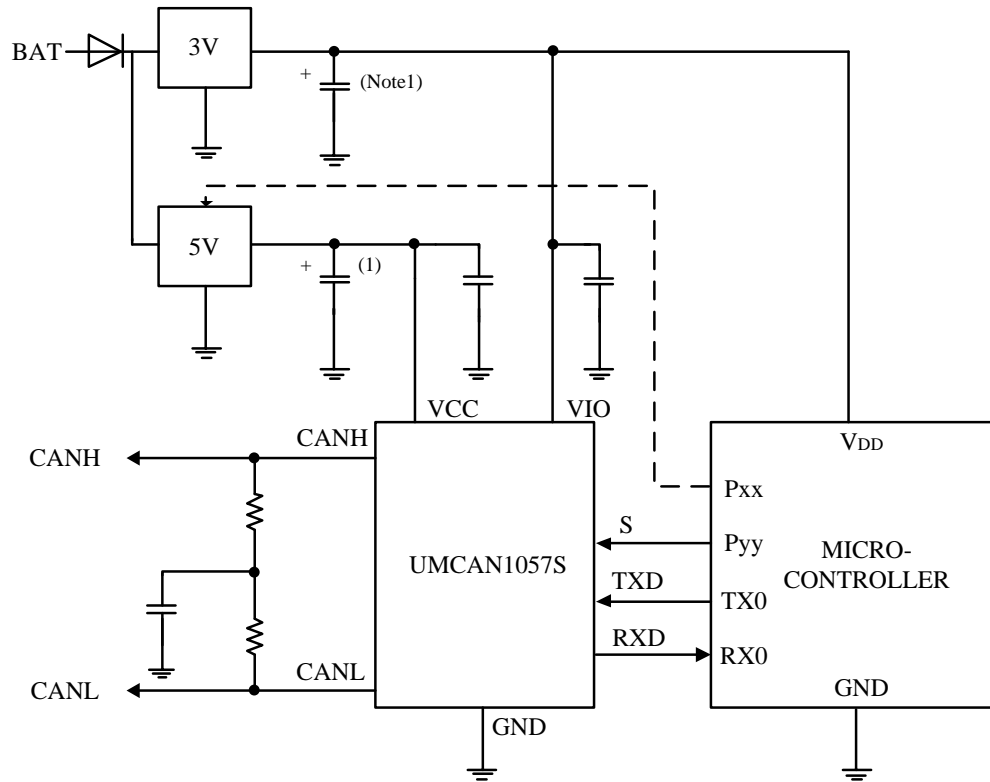 BAT
3V
+
(Note1)
5V
+
(1)
VCC
VIO
CANH
CANH
VDD
Pxx
S
Pyy
UMCAN1057S
MICRO-
CONTROLLER
TXD
TX0
RXD
RX0
CANL
CANL
GND
GND